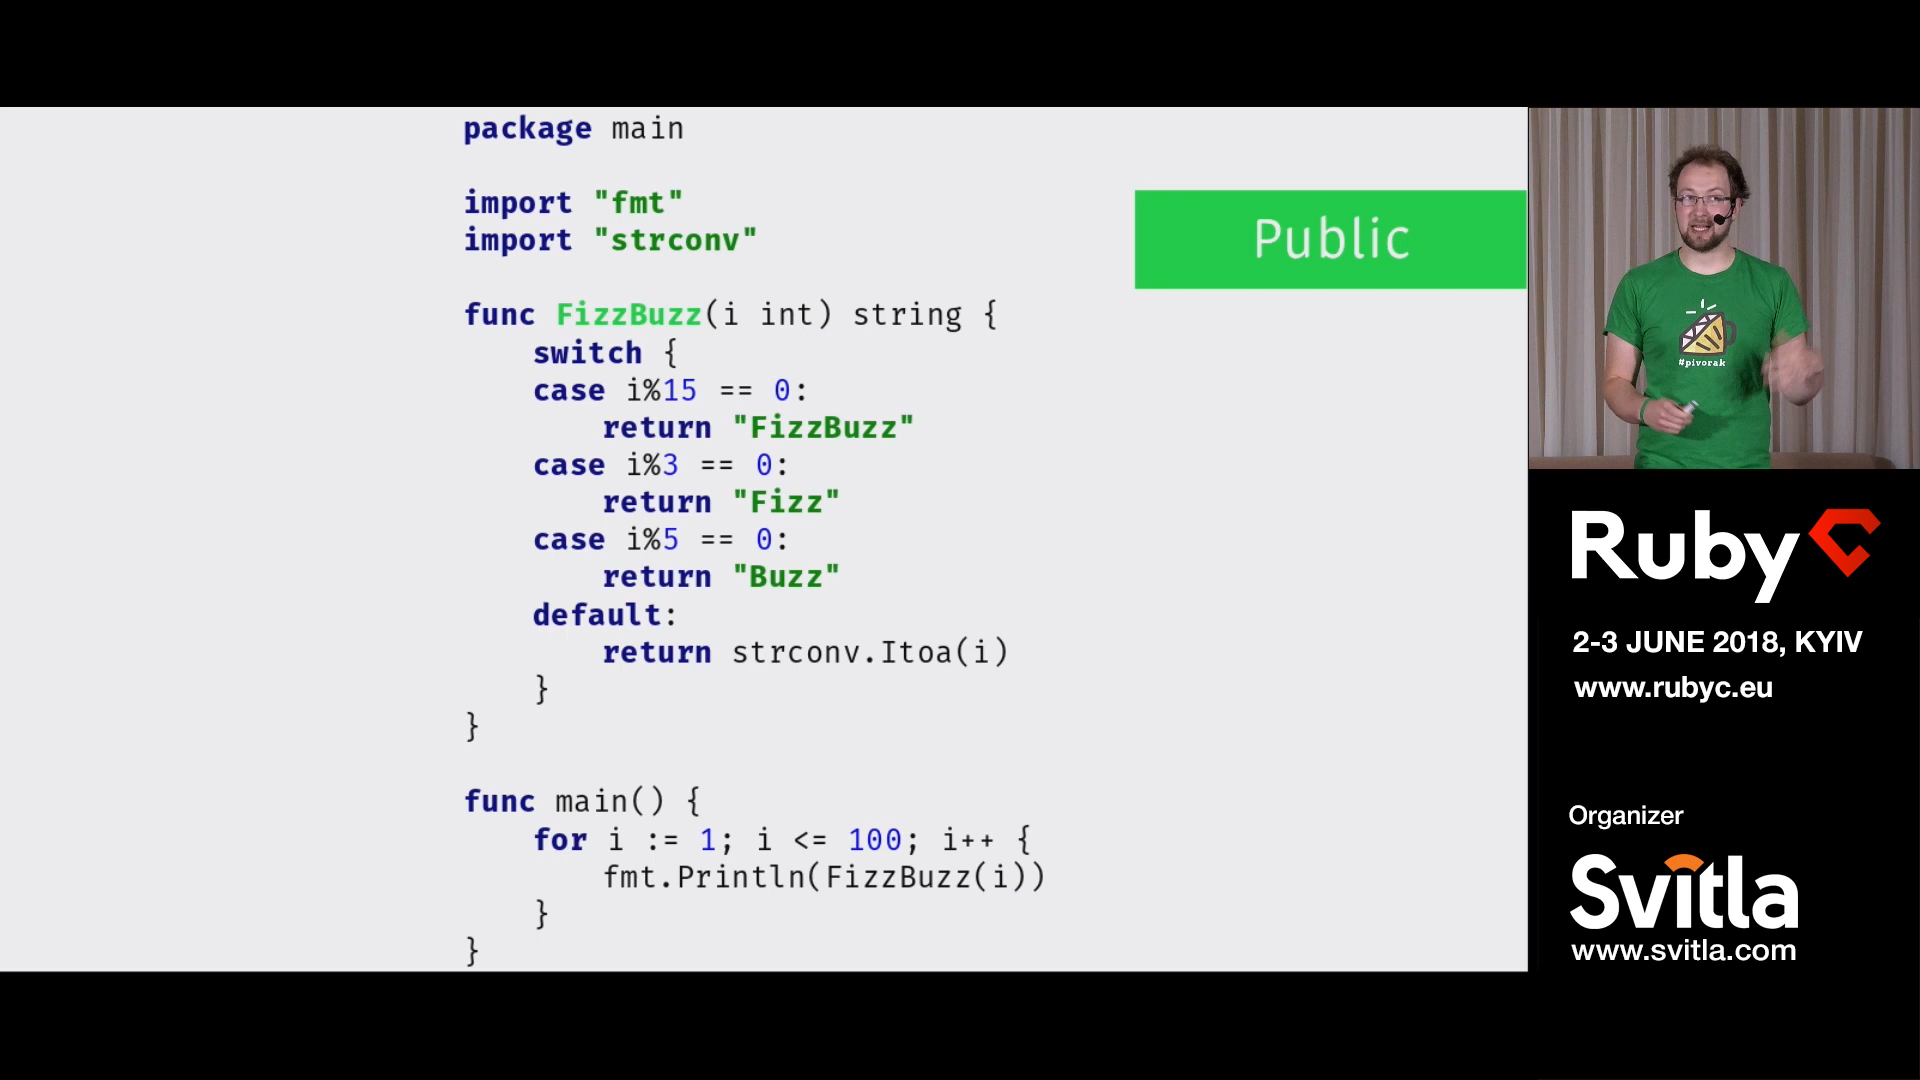 package main
import "fmt"
import "strconv"
func FizzBuzz(i int) string {
switch {
case i%15 == 0:
return "FizzBuzz"
case i%3 == 0:
return "Fizz"
case i%5 == 0:
return "Buzz"
default:
return strconv.Itoa(i)
}
}
func main() {
for i := 1; i <= 100; i++ {
fmt.Println(FizzBuzz(i))
}
}
Public
#pivorak
Ruby
2-3 JUNE 2018, KYIV
www.rubyc.eu
Organizer
Svitla
www.svitla.com